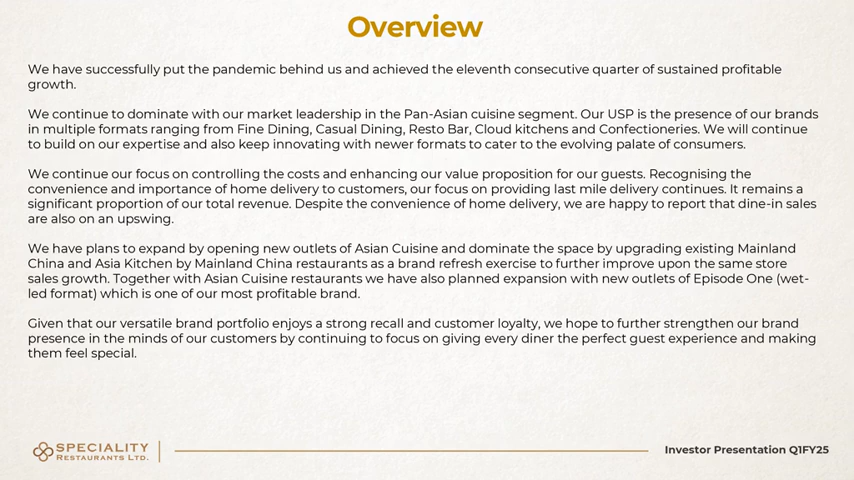 Overview
We have successfully put the pandemic behind us and achieved the eleventh consecutive quarter of sustained profitable
growth.
We continue to dominate with our market leadership in the Pan-Asian cuisine segment. Our USP is the presence of our brands
in multiple formats ranging from Fine Dining, Casual Dining, Resto Bar, Cloud kitchens and Confectioneries. We will continue
to build on our expertise and also keep innovating with newer formats to cater to the evolving palate of consumers.
We continue our focus on controlling the costs and enhancing our value proposition for our guests. Recognising the
convenience and importance of home delivery to customers, our focus on providing last mile delivery continues. It remains a
significant proportion of our total revenue. Despite the convenience of home delivery, we are happy to report that dine-in sales
are also on an upswing.
We have plans to expand by opening new outlets of Asian Cuisine and dominate the space by upgrading existing Mainland
China and Asia Kitchen by Mainland China restaurants as a brand refresh exercise to further improve upon the same store
sales growth. Together with Asian Cuisine restaurants we have also planned expansion with new outlets of Episode One (wet-
led format) which is one of our most profitable brand.
Given that our versatile brand portfolio enjoys a strong recall and customer loyalty, we hope to further strengthen our brand
presence in the minds of our customers by continuing to focus on giving every diner the perfect guest experience and making
them feel special.
SPECIALITY
RESTAURANTS LTD.
Investor Presentation Q1FY25